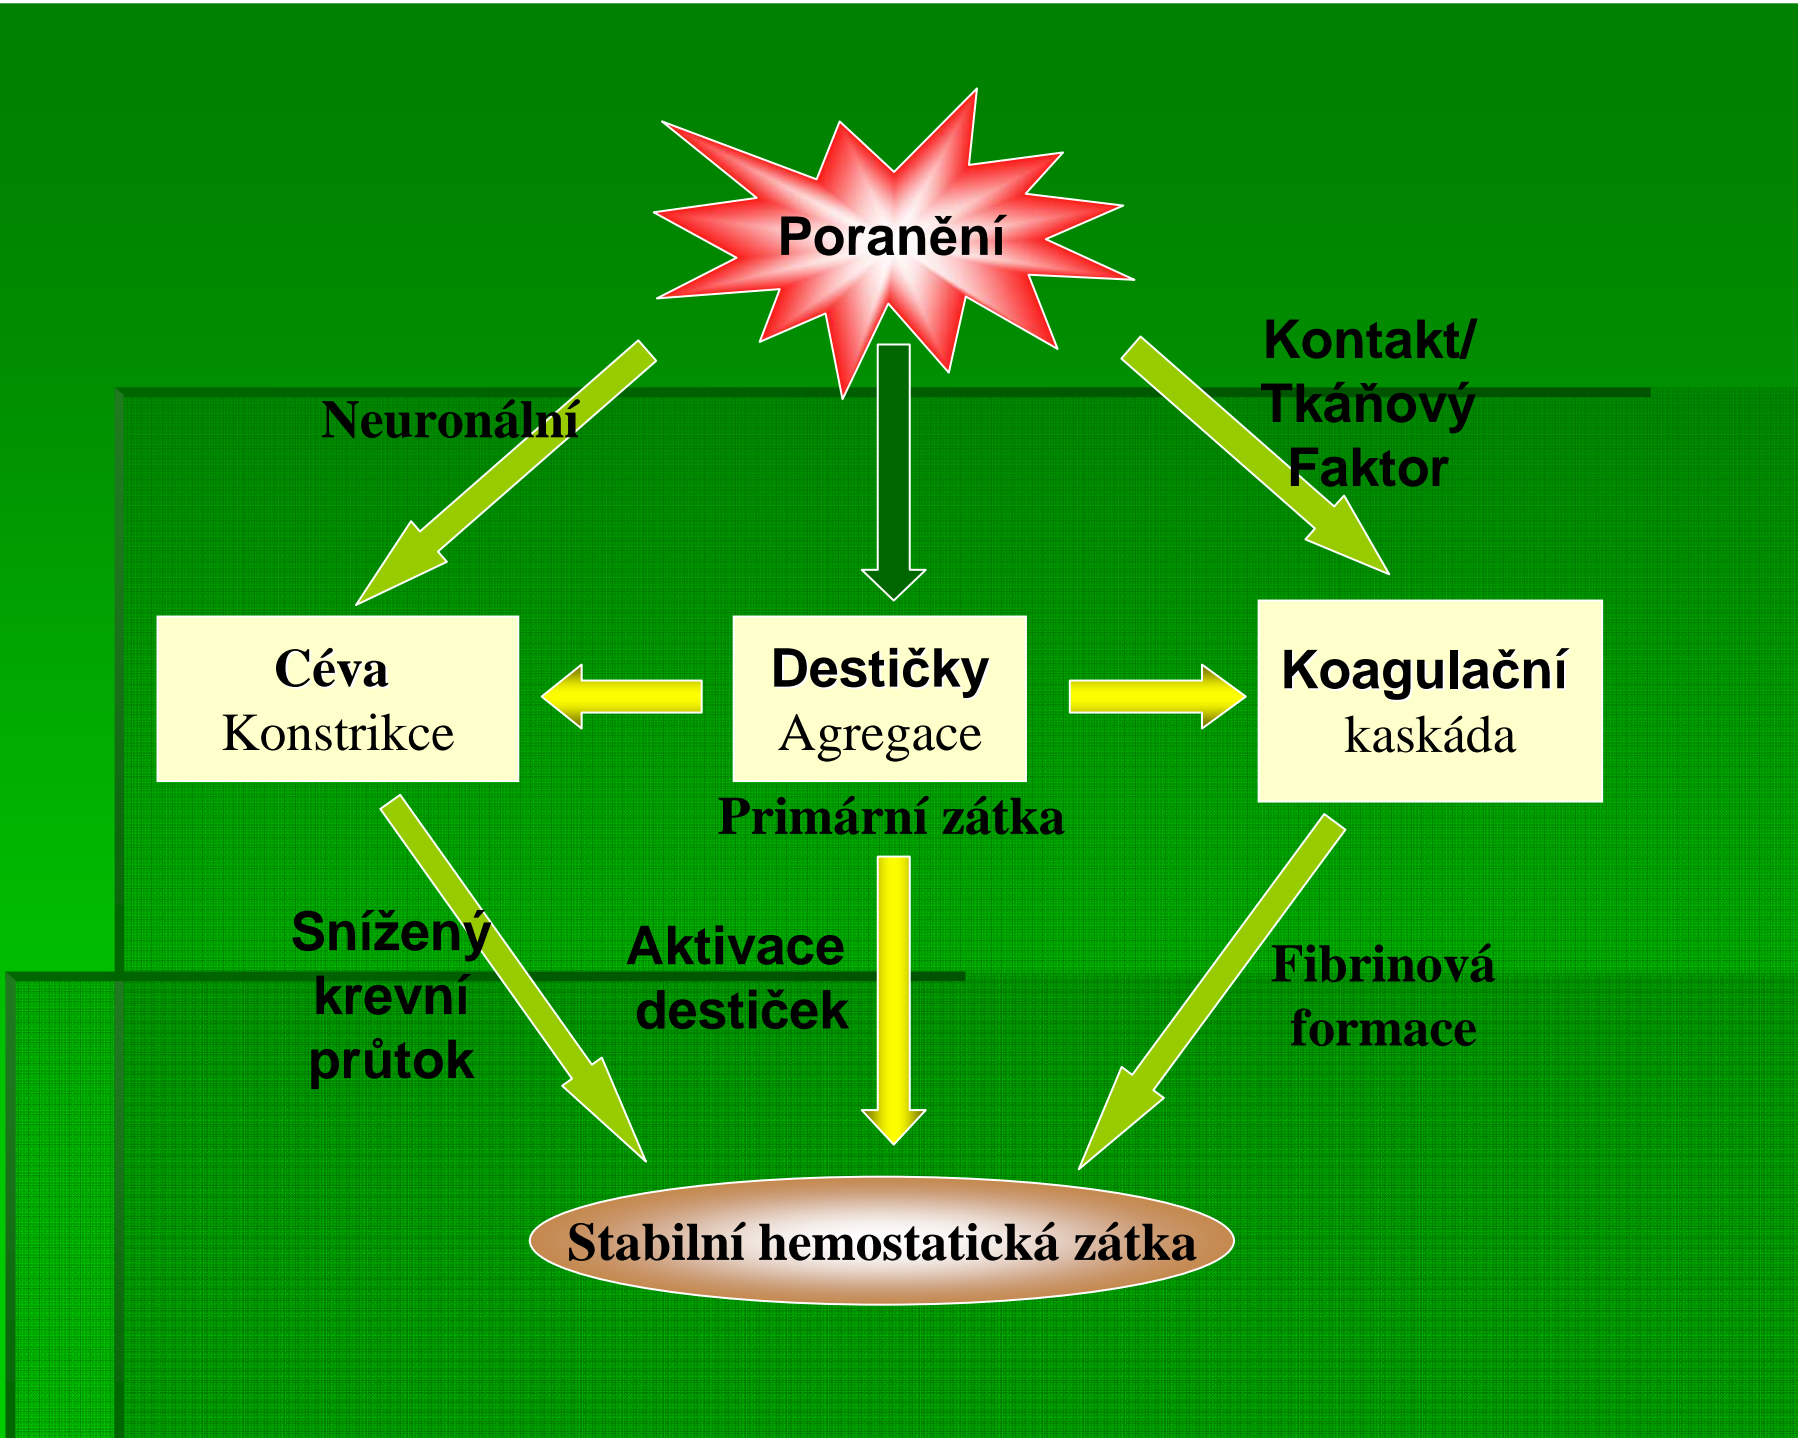 Poranění
Kontakt/
Tkáňový
Faktor
Neuronální
Céva
Konstrikce
Destičky
Agregace
Koagulační
kaskáda
Primární zátka
Snížený
krevní
průtok
Aktivace
destiček
Fibrinová
formace
Stabilní hemostatická zátka